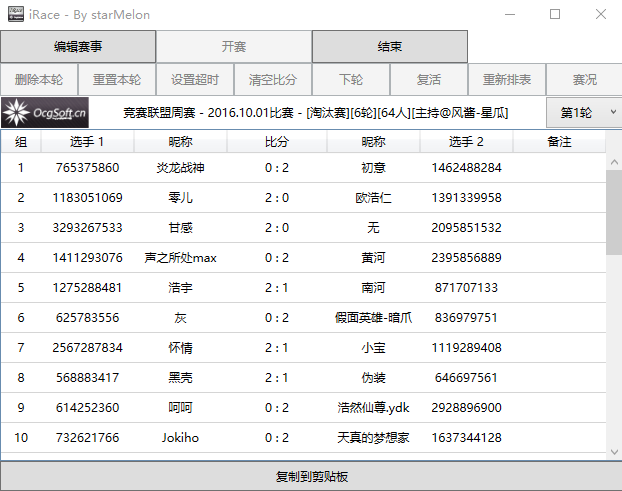 iRace - By starMelon
编辑赛事 开赛 结束
删除本轮 重置本轮 设置超时 清空比分 下轮 复活 重新排表 赛况
OcgSoft.cn 竞赛联盟周赛 - 2016.10.01比赛 - [淘汰赛][6轮][64人][主持@风酱-星瓜] 第1轮
组 选手 1 昵称 比分 昵称 选手 2 备注
1 765375860 炎龙战神 0 : 2 初意 1462488284
2 1183051069 零儿 2 : 0 欧浩仁 1391339958
3 3293267533 甘感 2 : 0 无 2095851532
4 1411293076 声之所处max 0 : 2 黄河 2395856889
5 1275288481 浩宇 2 : 1 南河 871707133
6 625783556 灰 0 : 2 假面英雄-暗爪 836979751
7 2567287834 怀情 2 : 1 小宝 1119289408
8 568883417 黑壳 2 : 1 伪装 646697561
9 614252360 呵呵 0 : 2 浩然仙尊.ydk 2928896900
10 732621766 Jokiho 0 : 2 天真的梦想家 1637344128
复制到剪贴板